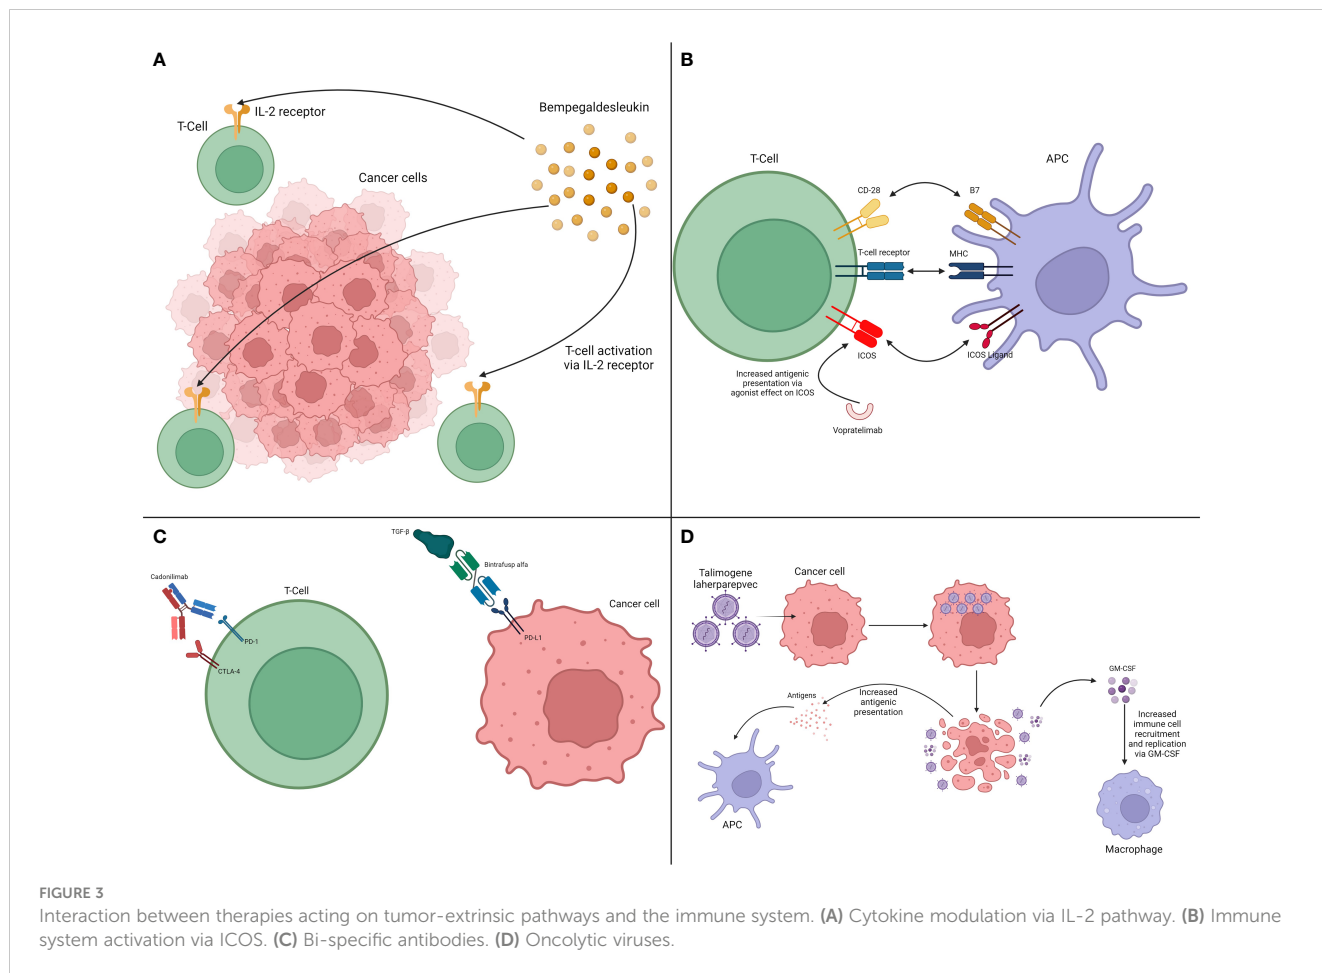 A
IL-2 receptor
T-Cell
Cancer cells
Bempegaldesleukin
T-cell activation
via IL-2 receptor
B
T-Cell
APC
CD-28
B7
T-cell receptor
MHC
ICOS
ICOS Ligand
Increased antigenic
presentation via
agonist effect on ICOS
Vopratelimab
C
TGF-β
Cadonilimab
Bintrafusp alfa
T-Cell
Cancer cell
PD-1
PD-L1
CTLA-4
D
Talimogene
laherparepvec
Cancer cell
GM-CSF
Antigens
Increased
antigenic
presentation
Increased
immune cell
recruitment
and replication
via GM-CSF
APC
Macrophage
FIGURE 3
Interaction between therapies acting on tumor-extrinsic pathways and the immune system. (A) Cytokine modulation via IL-2 pathway. (B) Immune
system activation via ICOS. (C) Bi-specific antibodies. (D) Oncolytic viruses.